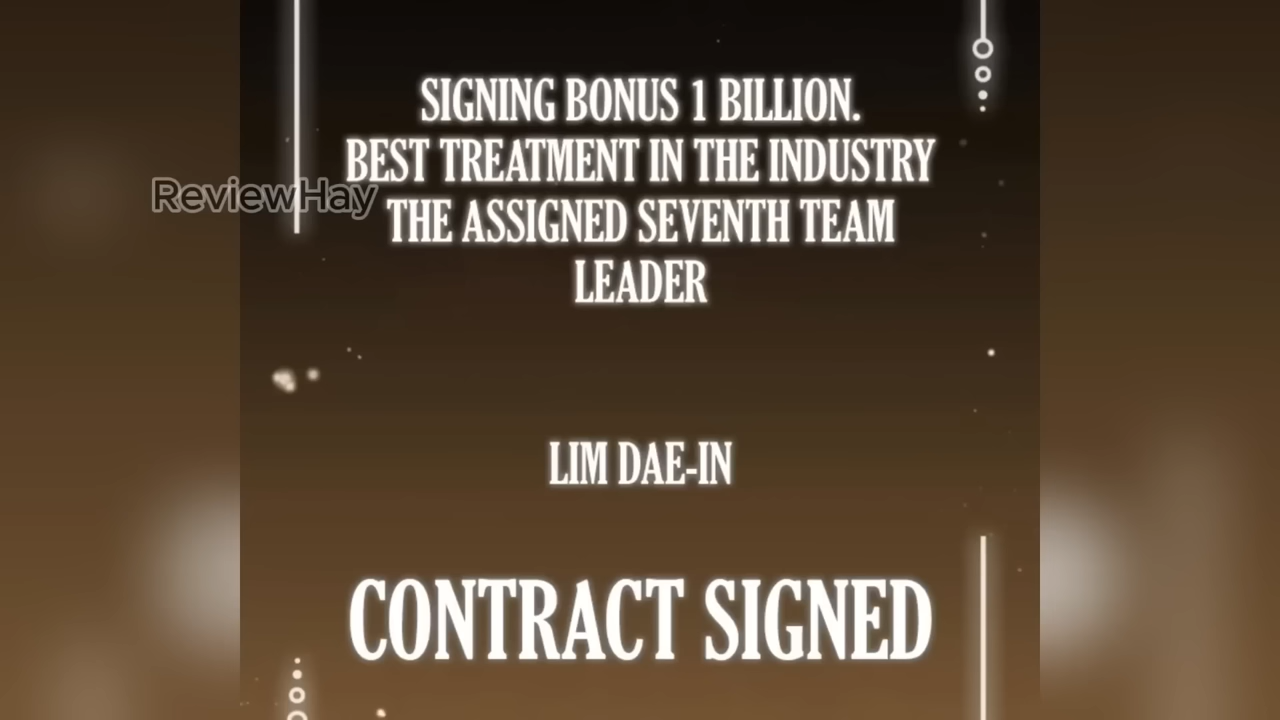 SIGNING BONUS 1 BILLION.
BEST TREATMENT IN THE INDUSTRY
ReviewHay
THE ASSIGNED SEVENTH TEAM
LEADER
LIM DAE-IN
CONTRACT SIGNED